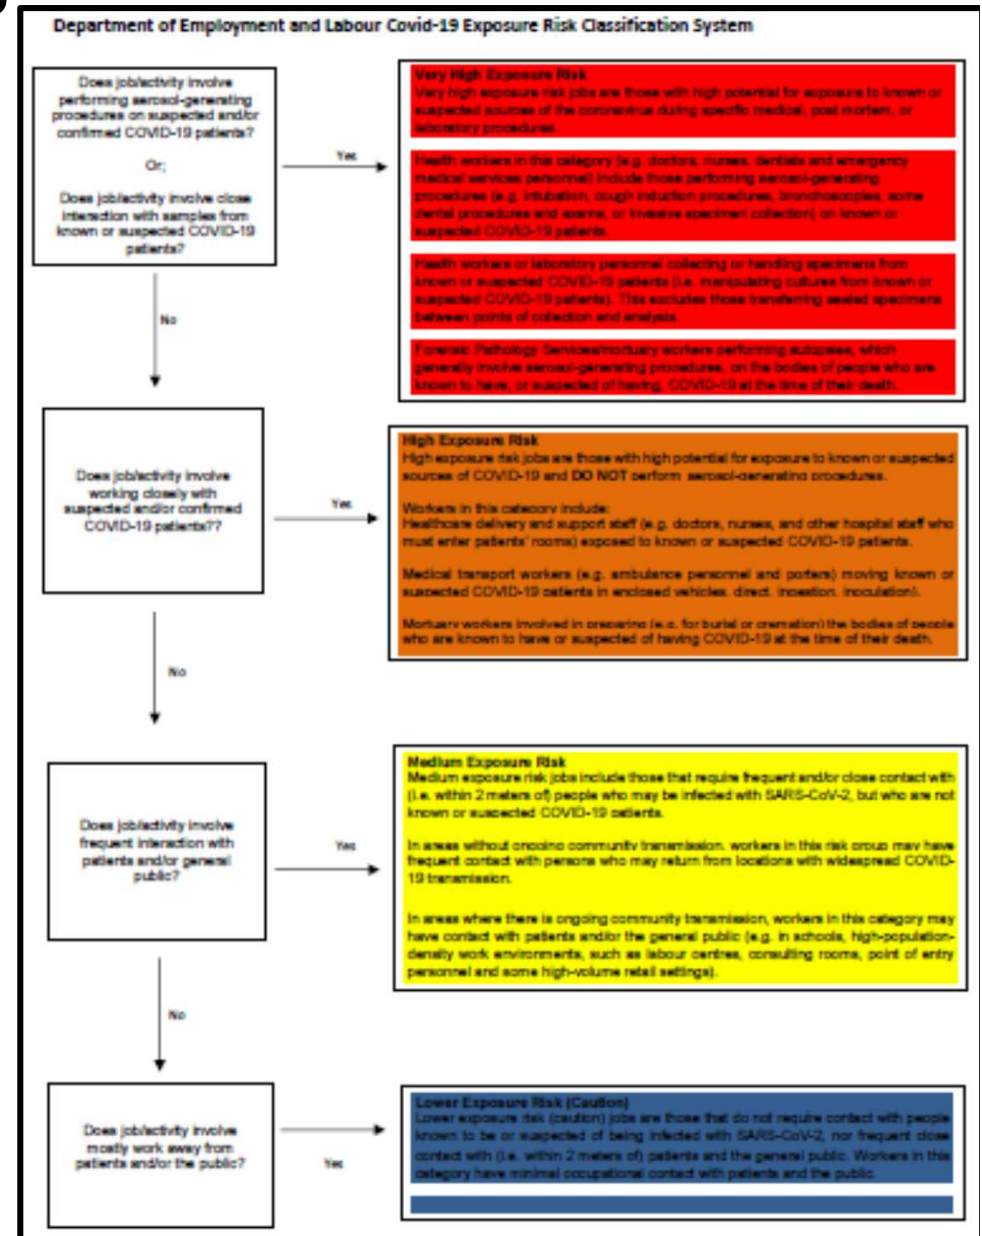 Department of Employment and Labour Covid-19 Exposure Risk Classification System
Does job/activity involve
performing aerosol-generating
procedures on suspected and/or
confirmed COVID-19 patients?
Or;
Does job/activity involve close
interaction with samples from
known or suspected COVID-19
patients?
Yes
Very High Exposure Risk
Very high exposure risk jobs are those with high potential for exposure to known or
suspected sources of the coronavirus during specific medical, post mortem, or
laboratory procedures.
Health workers in this category (e.g. doctors, nurses, dentists and emergency
medical services personnel) include those performing aerosol-generating
procedures (e.g. intubation, cough induction procedures, bronchoscopies, some
dental procedures and exams, or invasive specimen collection) on known or
suspected COVID-19 patients.
Health workers or laboratory personnel collecting or handling specimens from
known or suspected COVID-19 patients (i.e. manipulating cultures from known or
suspected COVID-19 patients). This excludes those transferring sealed specimens
between points of collection and analysis.
Forensic Pathology Services/mortuary workers performing autopsies, which
generally involve aerosol-generating procedures, on the bodies of people who are
known to have, or suspected of having, COVID-19 at the time of their death.
No
Does job/activity involve
working closely with
suspected and/or confirmed
COVID-19 patients??
Yes
High Exposure Risk
High exposure risk jobs are those with high potential for exposure to known or suspected
sources of COVID-19 and DO NOT perform aerosol-generating procedures.
Workers in this category include:
Healthcare delivery and support staff (e.g. doctors, nurses, and other hospital staff who
must enter patients' rooms) exposed to known or suspected COVID-19 patients.
Medical transport workers (e.g. ambulance personnel and porters) moving known or
suspected COVID-19 patients in enclosed vehicles. direct. ingestion. inoculation).
Mortuary workers involved in preparing (e.g. for burial or cremation) the bodies of people
who are known to have or suspected of having COVID-19 at the time of their death.
No
Does job/activity involve
frequent interaction with
patients and/or general
public?
Yes
Medium Exposure Risk
Medium exposure risk jobs include those that require frequent and/or close contact with
(i.e. within 2 meters of) people who may be infected with SARS-CoV-2, but who are not
known or suspected COVID-19 patients.
In areas without ongoing community transmission. workers in this risk group may have
frequent contact with persons who may return from locations with widespread COVID-
19 transmission.
In areas where there is ongoing community transmission, workers in this category may
have contact with patients and/or the general public (e.g. in schools, high-population-
density work environments, such as labour centres, consulting rooms, point of entry
personnel and some high-volume retail settings).
No
Does job/activity involve
mostly work away from
patients and/or the public?
Yes
Lower Exposure Risk (Caution)
Lower exposure risk (caution) jobs are those that do not require contact with people
known to be or suspected of being infected with SARS-CoV-2, nor frequent close
contact with (i.e. within 2 meters of) patients and the general public. Workers in this
category have minimal occupational contact with patients and the public.